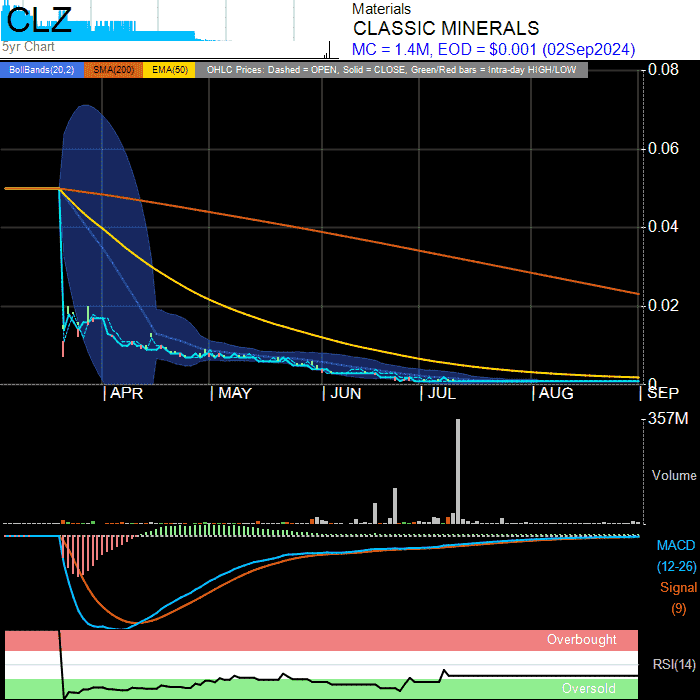 CLZ
5yr Chart
Materials
CLASSIC MINERALS
MC = 1.4M, EOD = $0.001 (02Sep2024)
BollBands(20,2) SMA(200) EMA(50) OHLC Prices: Dashed = OPEN, Solid = CLOSE, Green/Red bars = Intra-day HIGH/LOW
0.08
0.06
0.04
0.02
0
APR MAY JUN JUL AUG SEP
357M
Volume
MACD
(12-26)
Signal
(9)
Overbought
RSI(14)
Oversold